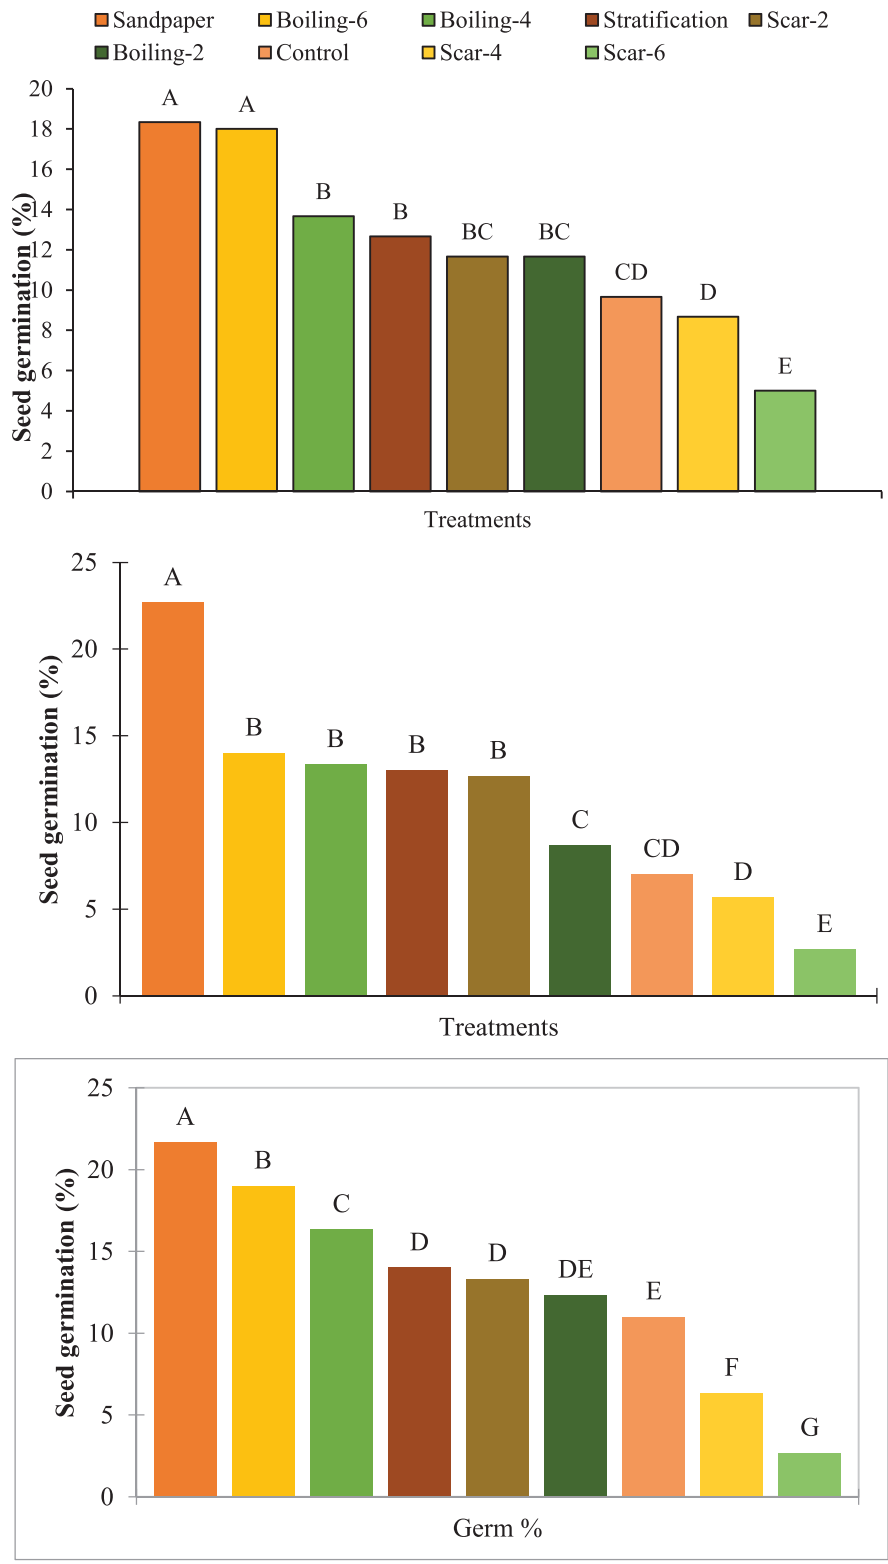 Sandpaper Boiling-6 Boiling-4 Stratification Scar-2
Boiling-2 Control Scar-4 Scar-6
Seed germination (%)
20
18
16
14
12
10
8
6
4
2
0
A A B B BC BC CD D E
Treatments
Seed germination (%)
25
20
15
10
5
0
A B B B B C CD D E
Treatments
Seed germination (%)
25
20
15
10
5
0
A B C D D DE E F G
Germ %